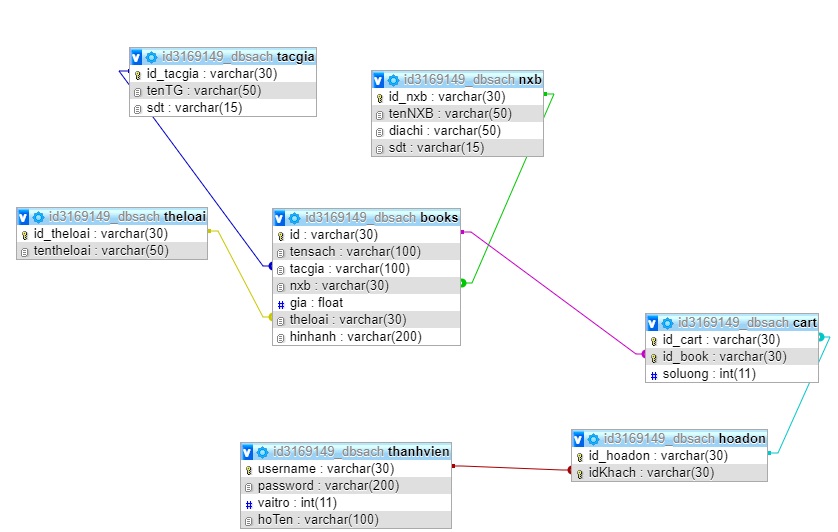 id3169149_dbsach tacgia
id_tacgia : varchar(30)
tenTG : varchar(50)
sdt : varchar(15)
id3169149_dbsach nxb
id_nxb : varchar(30)
tenNXB : varchar(50)
diachi : varchar(50)
sdt : varchar(15)
id3169149_dbsach theloai
id_theloai : varchar(30)
tentheloai : varchar(50)
id3169149_dbsach books
id : varchar(30)
tensach : varchar(100)
tacgia : varchar(100)
nxb : varchar(30)
# gia : float
theloai : varchar(30)
hinhanh : varchar(200)
id3169149_dbsach cart
id_cart : varchar(30)
id_book : varchar(30)
# soluong : int(11)
id3169149_dbsach hoadon
id_hoadon : varchar(30)
idKhach : varchar(30)
id3169149_dbsach thanhvien
username : varchar(30)
password : varchar(200)
# vaitro : int(11)
hoTen : varchar(100)